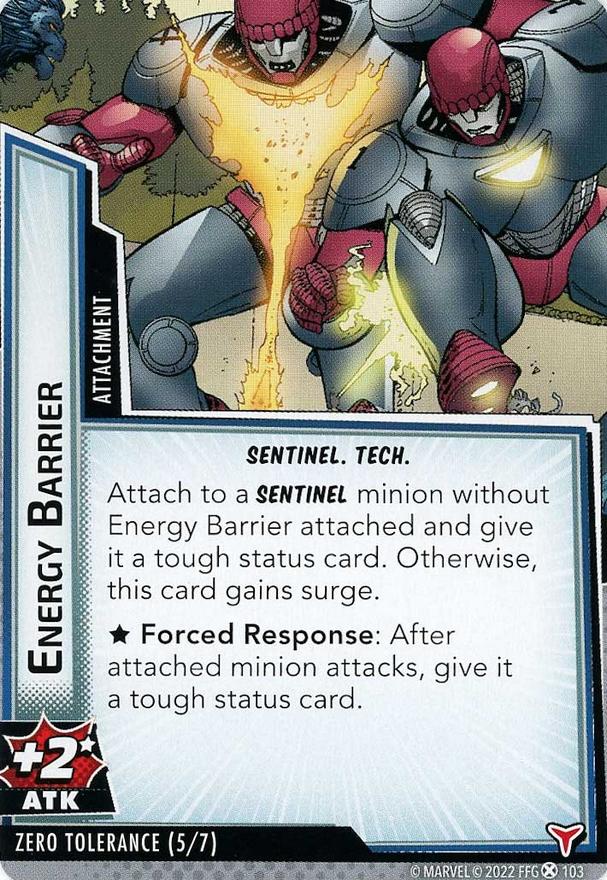 ATTACHMENT
ENERGY BARRIER
SENTINEL. TECH.
Attach to a SENTINEL minion without
Energy Barrier attached and give
it a tough status card. Otherwise,
this card gains surge.
★ Forced Response: After
attached minion attacks, give it
a tough status card.
+2★
ATK
ZERO TOLERANCE (5/7)
© MARVEL © 2022 FFG 103